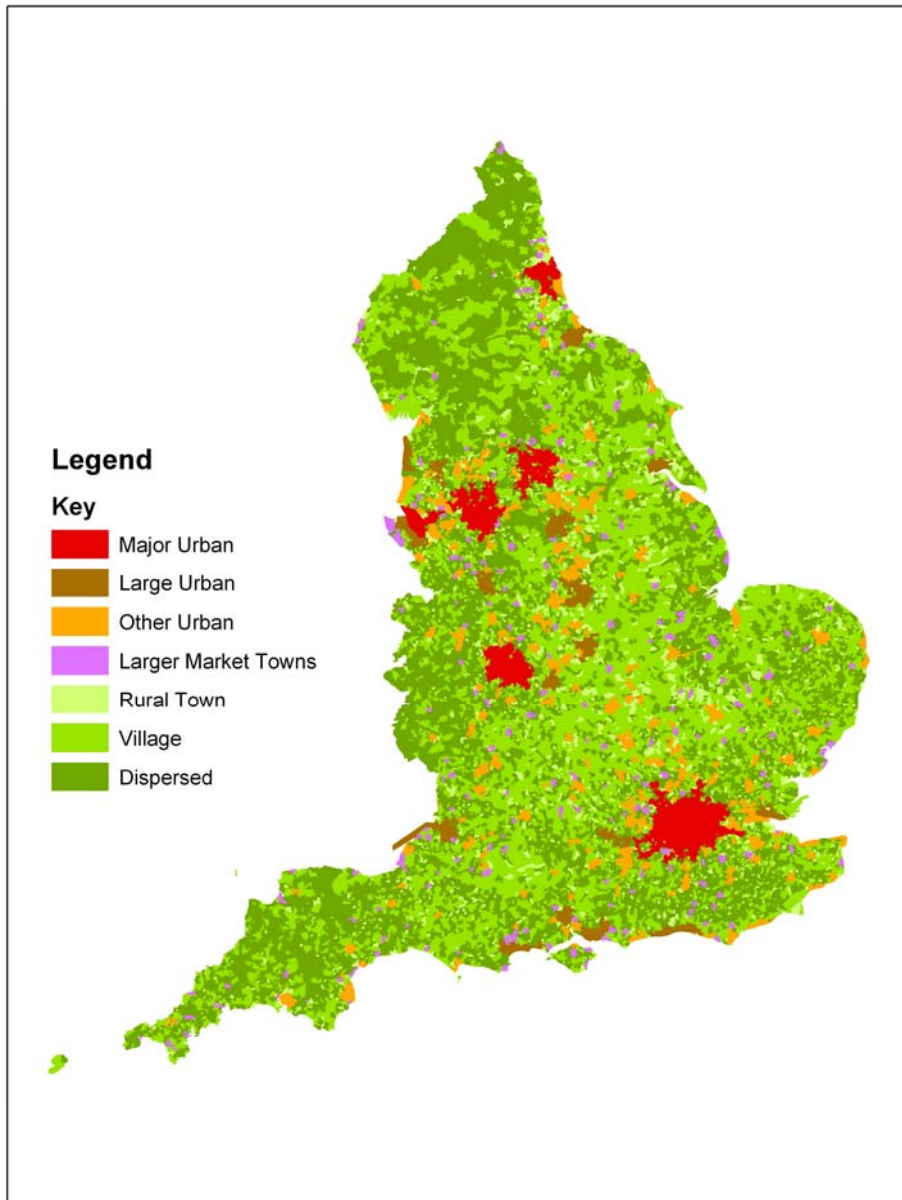 Legend
Key
Major Urban
Large Urban
Other Urban
Larger Market Towns
Rural Town
Village
Dispersed